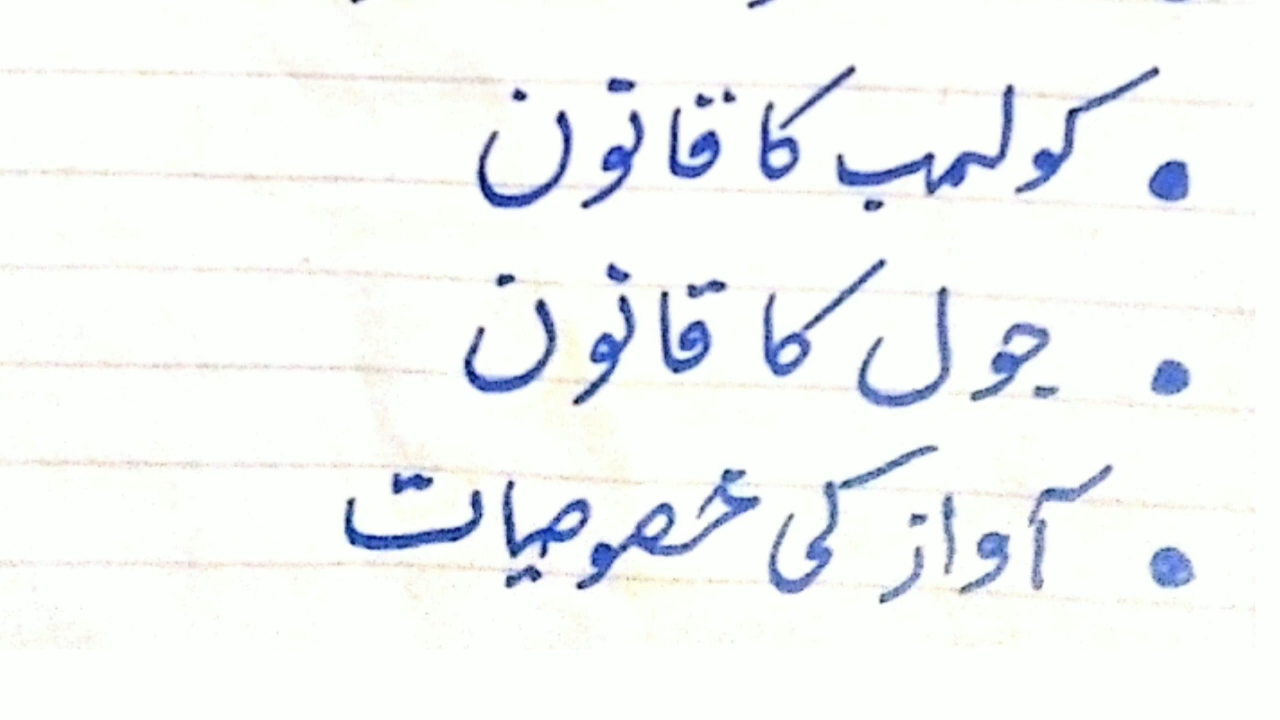 • کولمب کا قانون
• جول کا قانون
• آواز کی خصوصیات